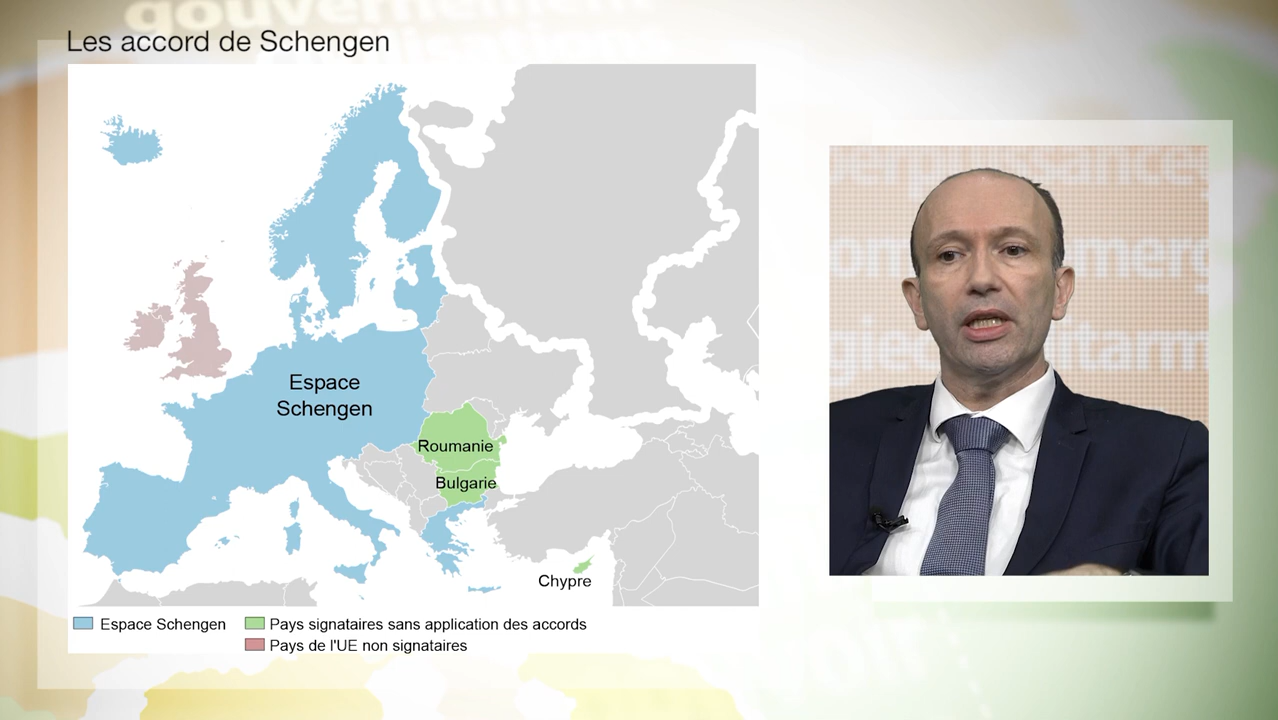 gouvernement
Les accord de Schengen
Espace
Schengen
Roumanie
Bulgarie
Chypre
Espace Schengen
Pays signataires sans application des accords
Pays de l'UE non signataires